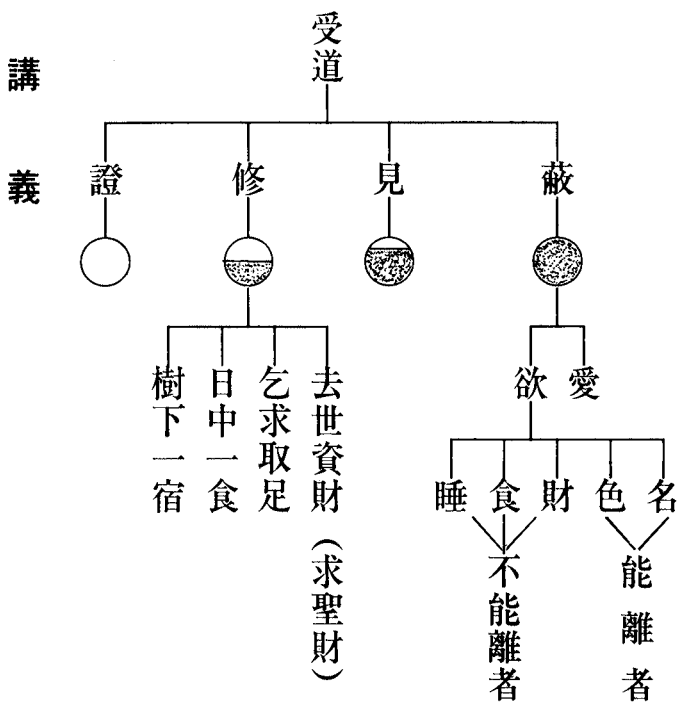 受道
講義
蔽
見
修
證
愛
欲
名
色
財
食
睡
能離者
不能離者
去世資財（求聖財）
乞求取足
日中一食
樹下一宿